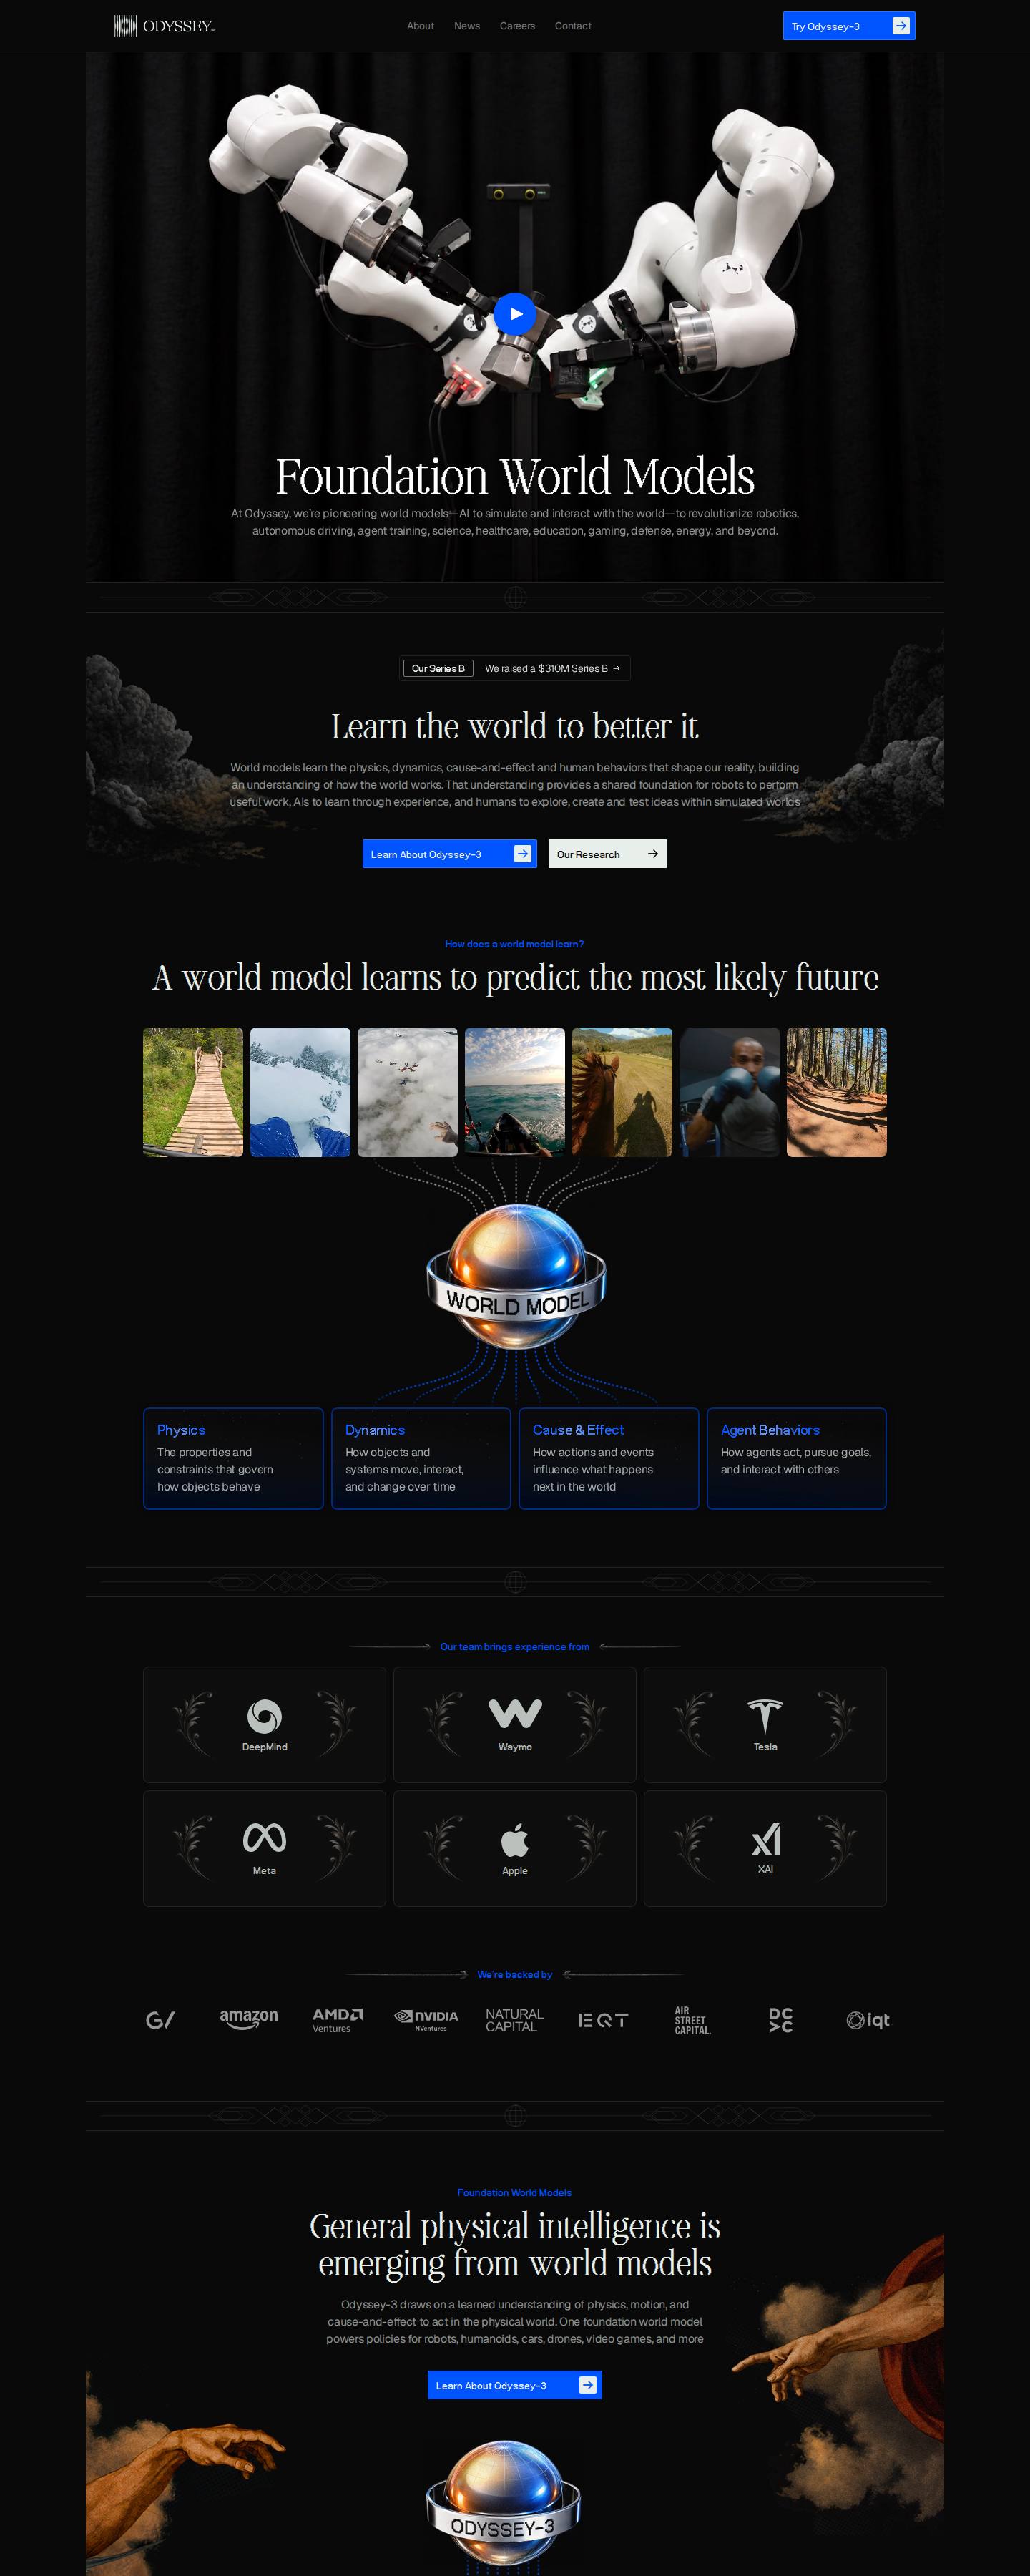 ODYSSEY
About
News
Careers
Contact
Try Odyssey-3
Foundation World Models
At Odyssey, we're pioneering world models—AI to simulate and interact with the world—to revolutionize robotics,
autonomous driving, agent training, science, healthcare, education, gaming, defense, energy, and beyond.
Our Series B
We raised a $310M Series B →
Learn the world to better it
World models learn the physics, dynamics, cause-and-effect and human behaviors that shape our reality, building
an understanding of how the world works. That understanding provides a shared foundation for robots to perform
useful work, AIs to learn through experience, and humans to explore, create and test ideas within simulated worlds
Learn About Odyssey-3
Our Research
How does a world model learn?
A world model learns to predict the most likely future
WORLD MODEL
Physics
The properties and
constraints that govern
how objects behave
Dynamics
How objects and
systems move, interact,
and change over time
Cause & Effect
How actions and events
influence what happens
next in the world
Agent Behaviors
How agents act, pursue goals,
and interact with others
Our team brings experience from
DeepMind
Waymo
Tesla
Meta
Apple
XAI
We're backed by
G/
amazon
AMD
Ventures
NVIDIA
NVentures
NATURAL
CAPITAL
EQT
AIR
STREET
CAPITAL.
DC
VC
iqt
Foundation World Models
General physical intelligence is
emerging from world models
Odyssey-3 draws on a learned understanding of physics, motion, and
cause-and-effect to act in the physical world. One foundation world model
powers policies for robots, humanoids, cars, drones, video games, and more
Learn About Odyssey-3
ODYSSEY-3